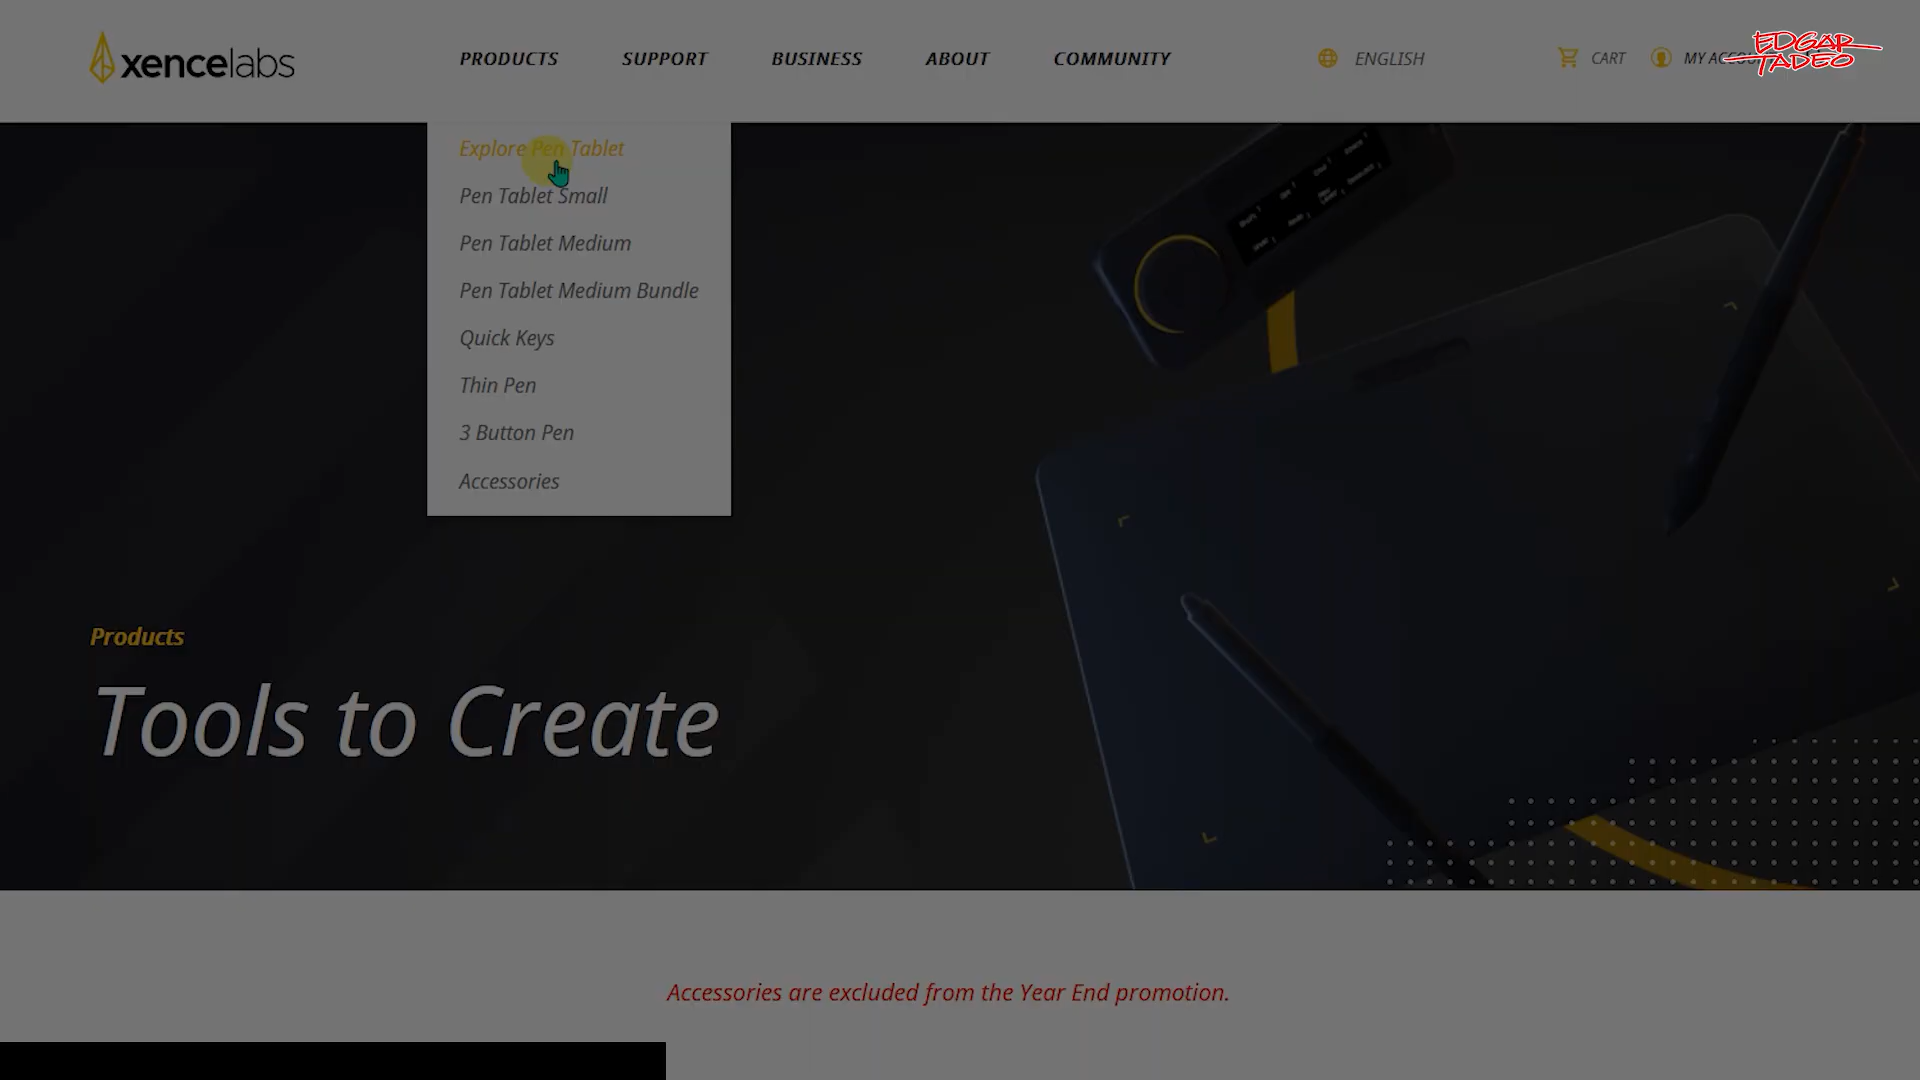 xencelabs
PRODUCTS
SUPPORT
BUSINESS
ABOUT
COMMUNITY
ENGLISH
CART
MY ACCOUNT
EDGAR
TADEO
Explore Pen Tablet
Pen Tablet Small
Pen Tablet Medium
Pen Tablet Medium Bundle
Quick Keys
Thin Pen
3 Button Pen
Accessories
Products
Tools to Create
Accessories are excluded from the Year End promotion.